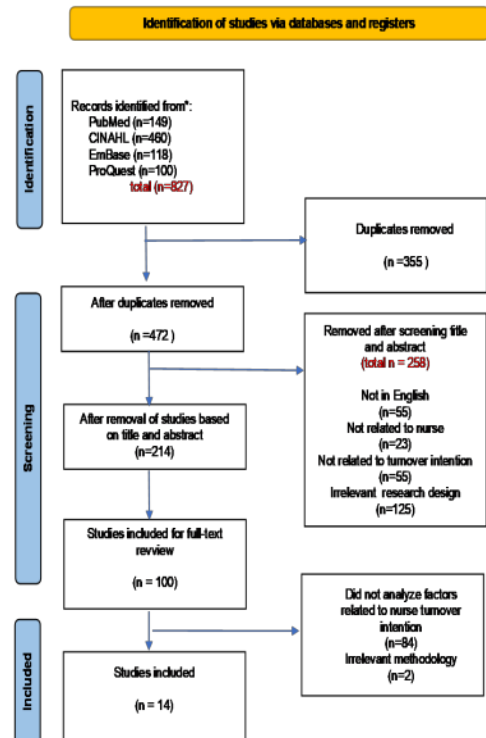 Identification of studies via databases and registers
Identification
Records identified from*:
PubMed (n=149)
CINAHL (n=460)
EmBase (n=118)
ProQuest (n=100)
total (n=827)
Duplicates removed
(n =355 )
Screening
After duplicates removed
(n =472 )
Removed after screening title
and abstract
(total n = 258)
Not in English
(n=55)
Not related to nurse
(n=23)
Not related to turnover intention
(n=55)
Irrelevant research design
(n=125)
After removal of studies based
on title and abstract
(n=214)
Studies included for full-text
revview
(n = 100)
Did not analyze factors
related to nurse turnover
intention
(n=84)
Irrelevant methodology
(n=2)
Included
Studies included
(n = 14)